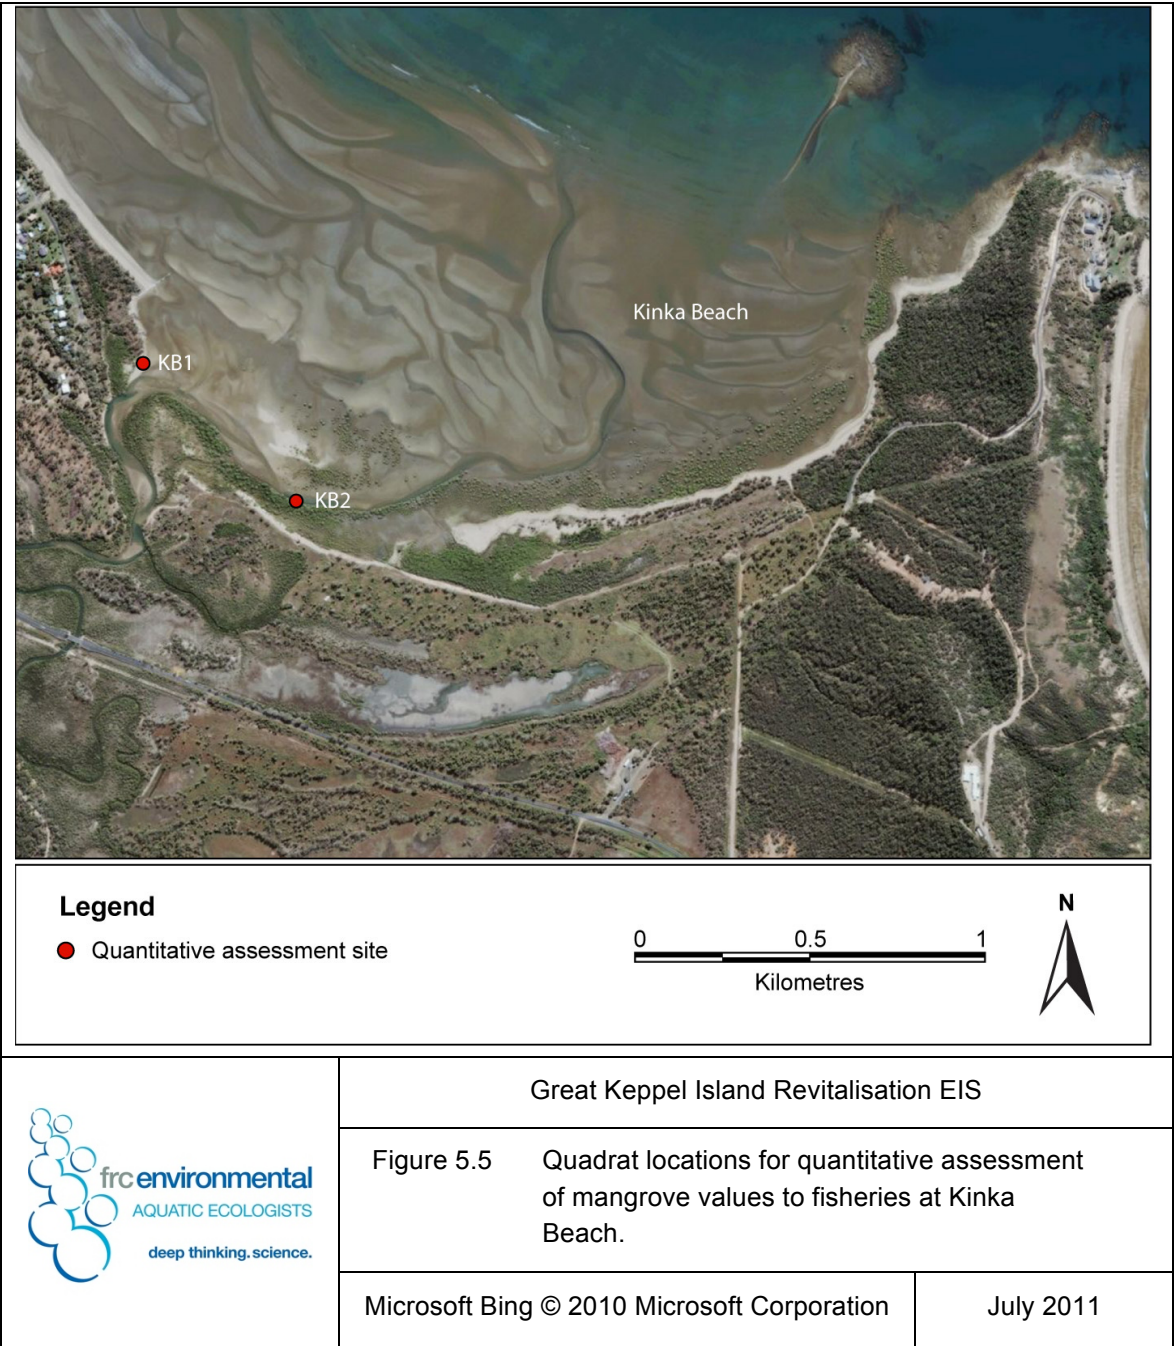 Kinka Beach
KB1
KB2
Legend
Quantitative assessment site
0 0.5 1
Kilometres
N
frc environmental
AQUATIC ECOLOGISTS
deep thinking. science.
Great Keppel Island Revitalisation EIS
Figure 5.5 Quadrat locations for quantitative assessment
of mangrove values to fisheries at Kinka
Beach.
Microsoft Bing © 2010 Microsoft Corporation
July 2011